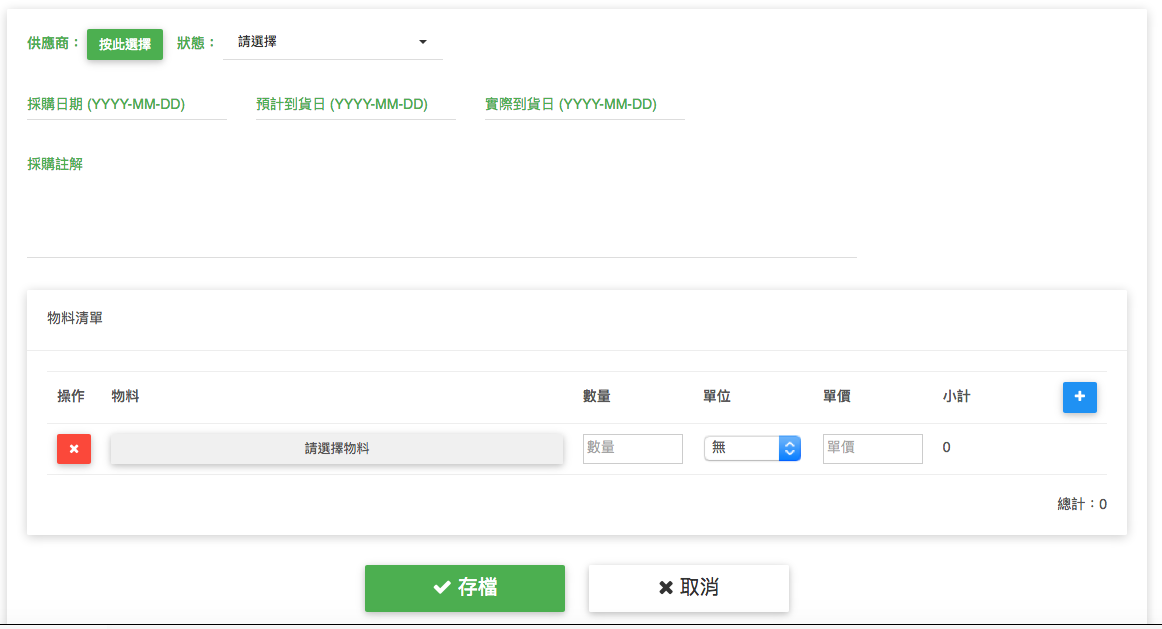 供應商： 按此選擇 狀態： 請選擇
採購日期 (YYYY-MM-DD) 預計到貨日 (YYYY-MM-DD) 實際到貨日 (YYYY-MM-DD)
採購註解
物料清單
操作 物料 數量 單位 單價 小計
請選擇物料 數量 無 單價 0
總計：0
存檔 取消